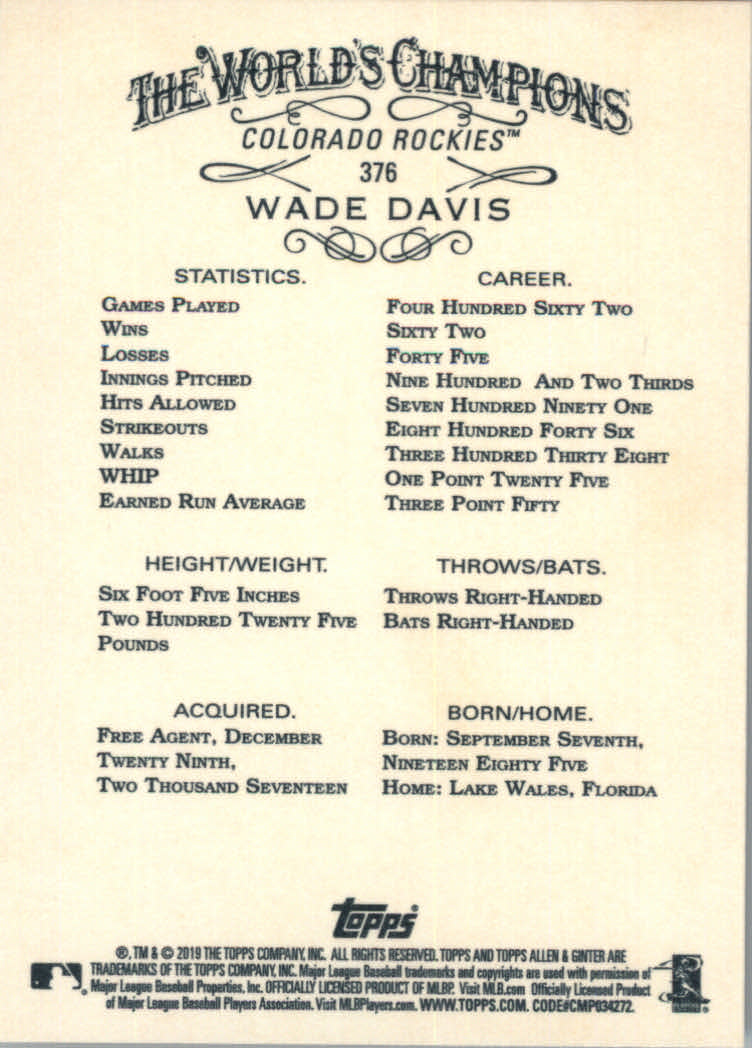 The World's Champions
COLORADO ROCKIES™
376
WADE DAVIS
STATISTICS.
Games Played
Wins
Losses
Innings Pitched
Hits Allowed
Strikeouts
Walks
WHIP
Earned Run Average
CAREER.
Four Hundred Sixty Two
Sixty Two
Forty Five
Nine Hundred And Two Thirds
Seven Hundred Ninety One
Eight Hundred Forty Six
Three Hundred Thirty Eight
One Point Twenty Five
Three Point Fifty
HEIGHT/WEIGHT.
Six Foot Five Inches
Two Hundred Twenty Five
Pounds
THROWS/BATS.
Throws Right-Handed
Bats Right-Handed
ACQUIRED.
Free Agent, December
Twenty Ninth,
Two Thousand Seventeen
BORN/HOME.
Born: September Seventh,
Nineteen Eighty Five
Home: Lake Wales, Florida
Topps®
®, TM & © 2019 THE TOPPS COMPANY, INC. ALL RIGHTS RESERVED. TOPPS AND TOPPS ALLEN & GINTER ARE
TRADEMARKS OF THE TOPPS COMPANY, INC. Major League Baseball trademarks and copyrights are used with permission of
Major League Baseball Properties, Inc. OFFICIALLY LICENSED PRODUCT OF MLBP. Visit MLB.com Officially Licensed Product
of Major League Baseball Players Association. Visit MLBPlayers.com. WWW.TOPPS.COM. CODE#CMP034272.